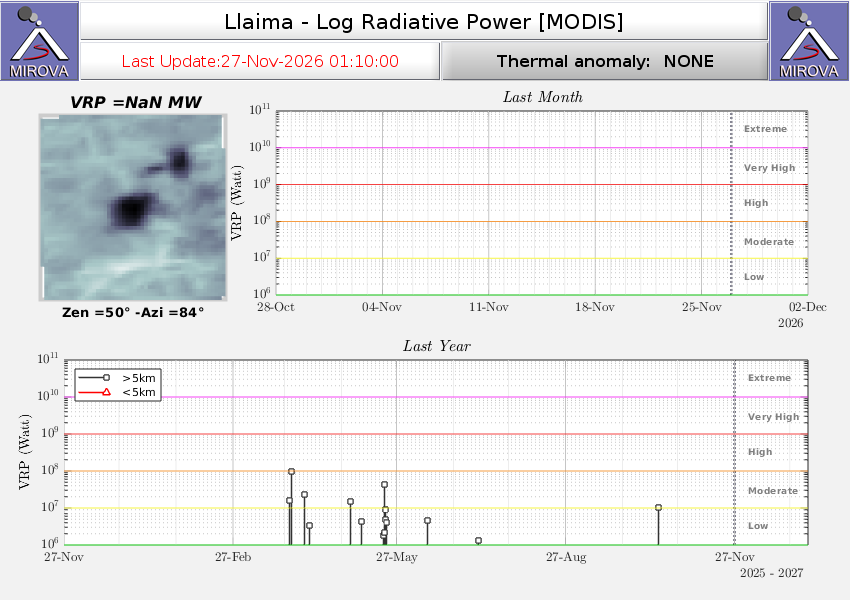 Llaima - Log Radiative Power [MODIS]
Last Update:27-Nov-2026 01:10:00
Thermal anomaly: NONE
MIROVA
MIROVA
VRP =NaN MW
Zen =50° -Azi =84°
Last Month
VRP (Watt)
10^11
10^10
10^9
10^8
10^7
10^6
Extreme
Very High
High
Moderate
Low
28-Oct 04-Nov 11-Nov 18-Nov 25-Nov 02-Dec
2026
Last Year
VRP (Watt)
10^11
10^10
10^9
10^8
10^7
10^6
>5km
<5km
Extreme
Very High
High
Moderate
Low
27-Nov 27-Feb 27-May 27-Aug 27-Nov
2025 - 2027